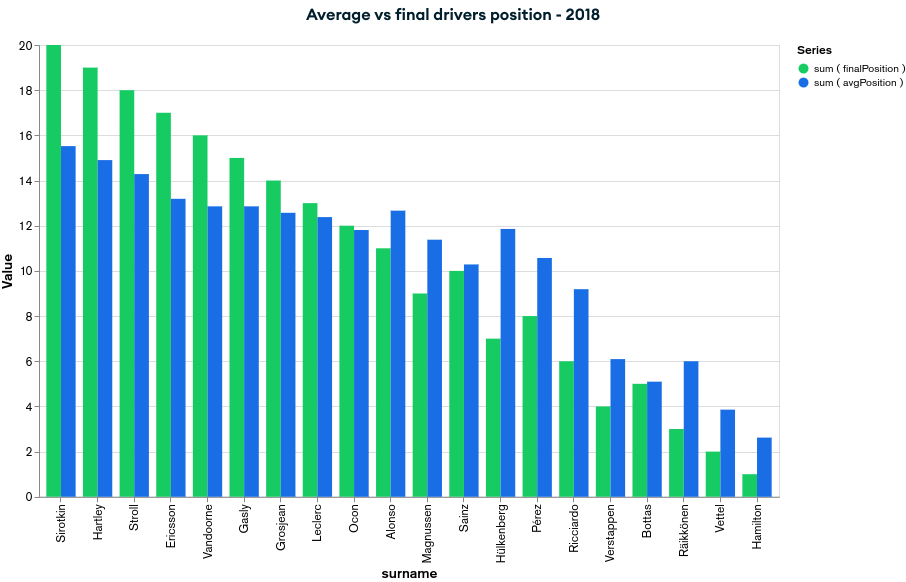 Average vs final drivers position - 2018
Series
sum ( finalPosition )
sum ( avgPosition )
Value
20
18
16
14
12
10
8
6
4
2
0
Sirotkin
Hartley
Stroll
Ericsson
Vandoorne
Gasly
Grosjean
Leclerc
Ocon
Alonso
Magnussen
Sainz
Hülkenberg
Pérez
Ricciardo
Verstappen
Bottas
Räikkönen
Vettel
Hamilton
surname